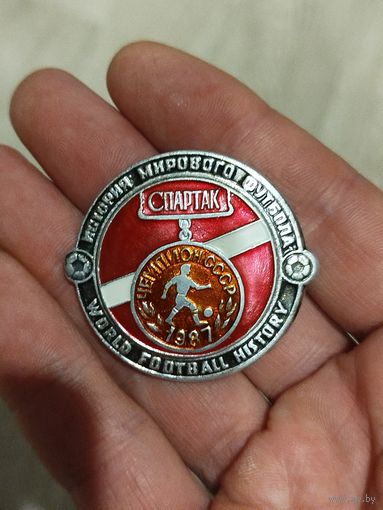 ИСТОРИЯ МИРОВОГО ФУТБОЛА
СПАРТАК
ЧЕМПИОН СССР
1987
WORLD FOOTBALL HISTORY